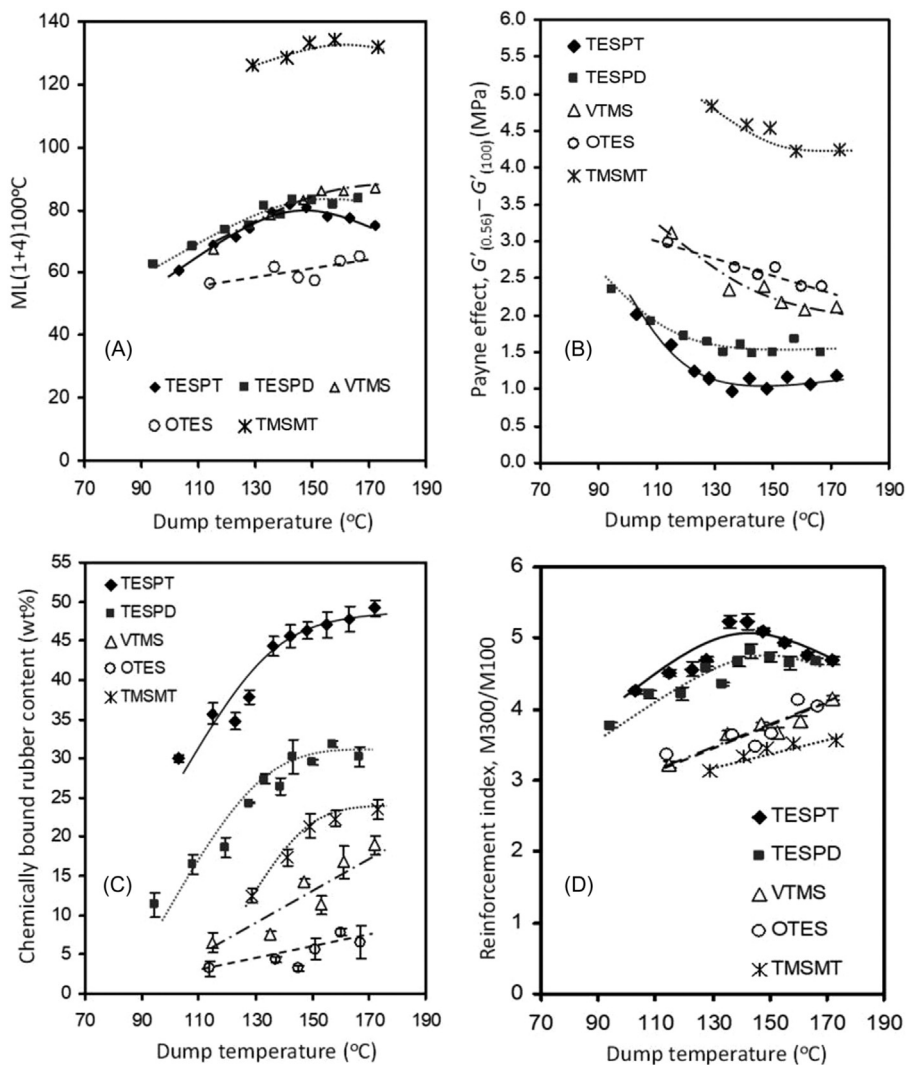 140
120
100
80
60
40
20
0
ML(1+4)100°C
(A)
TESPT TESPD VTMS
OTES TMSMT
70 90 110 130 150 170 190
Dump temperature (°C)
6.0
5.5
5.0
4.5
4.0
3.5
3.0
2.5
2.0
1.5
1.0
0.5
0.0
Payne effect, G′(0.56) – G′(100) (MPa)
TESPT
TESPD
VTMS
OTES
TMSMT
(B)
70 90 110 130 150 170 190
Dump temperature (°C)
55
50
45
40
35
30
25
20
15
10
5
0
Chemically bound rubber content (wt%)
TESPT
TESPD
VTMS
OTES
TMSMT
(C)
70 90 110 130 150 170 190
Dump temperature (°C)
6
5
4
3
2
1
0
Reinforcement index, M300/M100
TESPT
TESPD
VTMS
OTES
TMSMT
(D)
70 90 110 130 150 170 190
Dump temperature (°C)